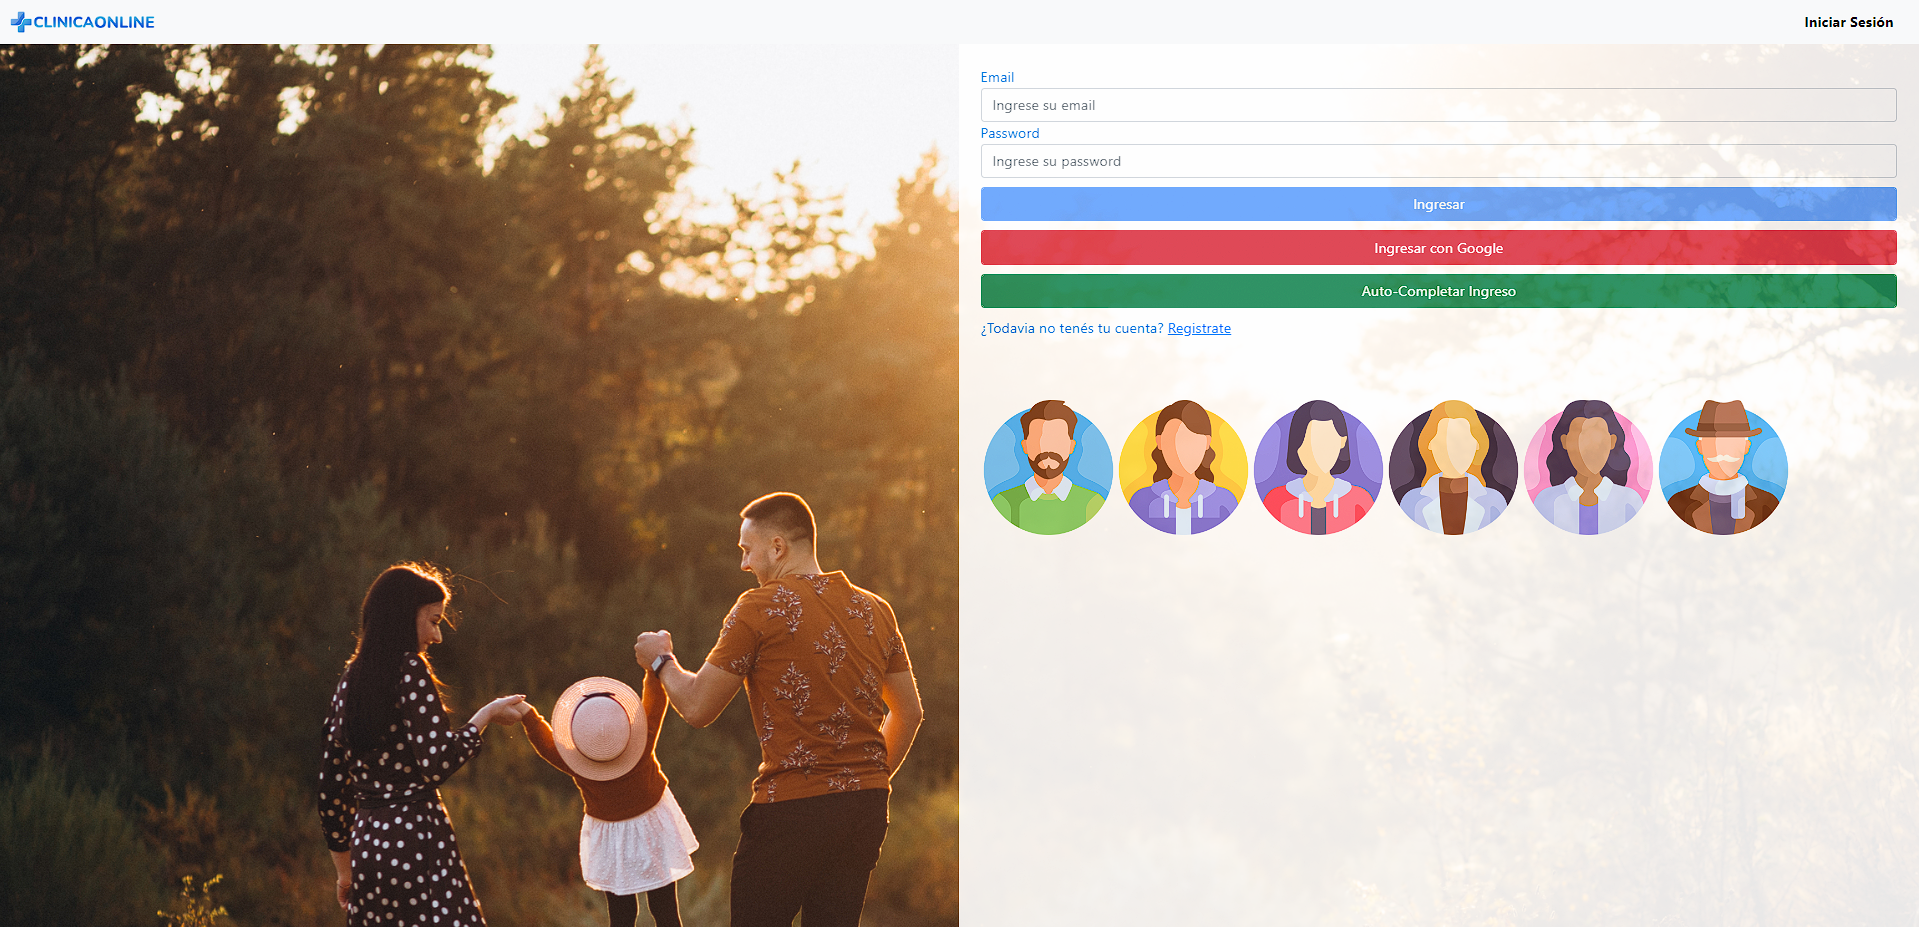 CLINICAONLINE
Iniciar Sesión
Email
Ingrese su email
Password
Ingrese su password
Ingresar
Ingresar con Google
Auto-Completar Ingreso
¿Todavia no tenés tu cuenta? Registrate